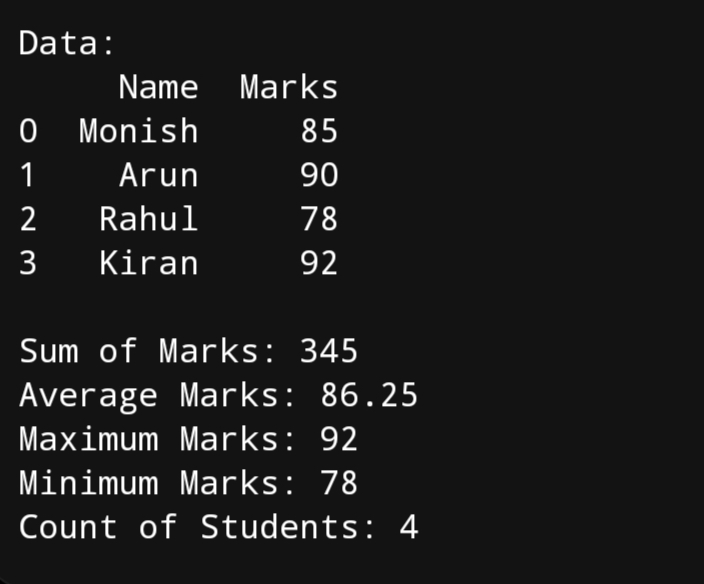 Data:
     Name  Marks
0  Monish     85
1    Arun     90
2   Rahul     78
3   Kiran     92

Sum of Marks: 345
Average Marks: 86.25
Maximum Marks: 92
Minimum Marks: 78
Count of Students: 4